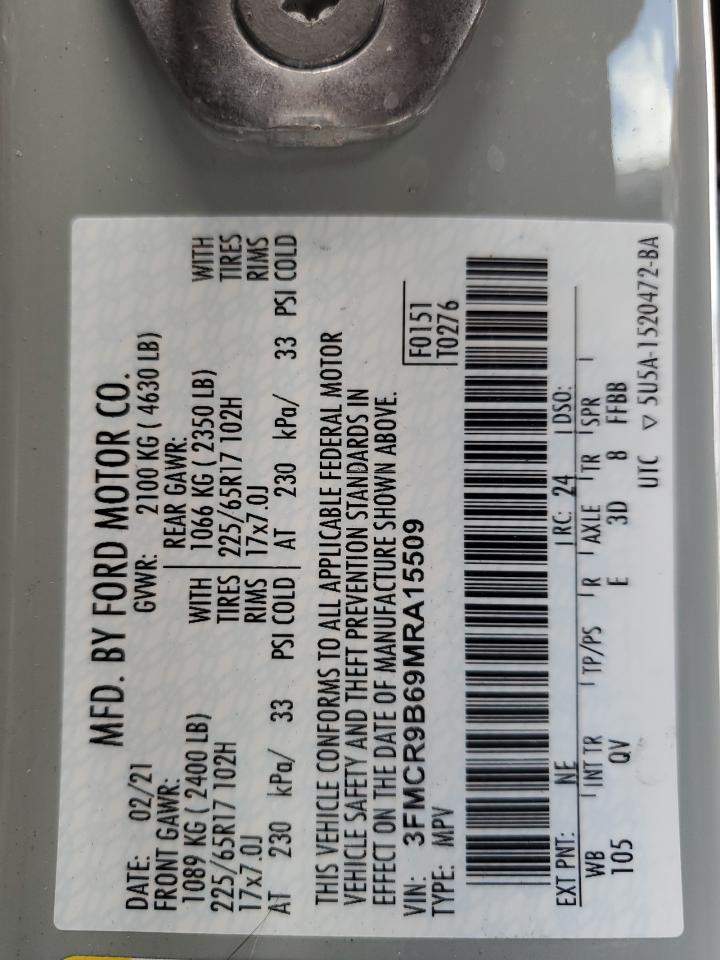 MFD. BY FORD MOTOR CO.
DATE: 02/21 GVWR: 2100 KG ( 4630 LB)
FRONT GAWR: REAR GAWR:
1089 KG ( 2400 LB) WITH 1066 KG ( 2350 LB) WITH
225/65R17 102H TIRES 225/65R17 102H TIRES
17x7.0J RIMS 17x7.0J RIMS
AT 230 kPa/ 33 PSI COLD AT 230 kPa/ 33 PSI COLD
THIS VEHICLE CONFORMS TO ALL APPLICABLE FEDERAL MOTOR
VEHICLE SAFETY AND THEFT PREVENTION STANDARDS IN
EFFECT ON THE DATE OF MANUFACTURE SHOWN ABOVE.
VIN: 3FMCR9B69MRA15509 F0151
TYPE: MPV T0276
EXT PNT: NE RC: 24 DSO:
WB INT TR TP/PS R AXLE TR SPR
105 QV E 3D 8 FFBB
UTC ▽ 5U5A-1520472-BA